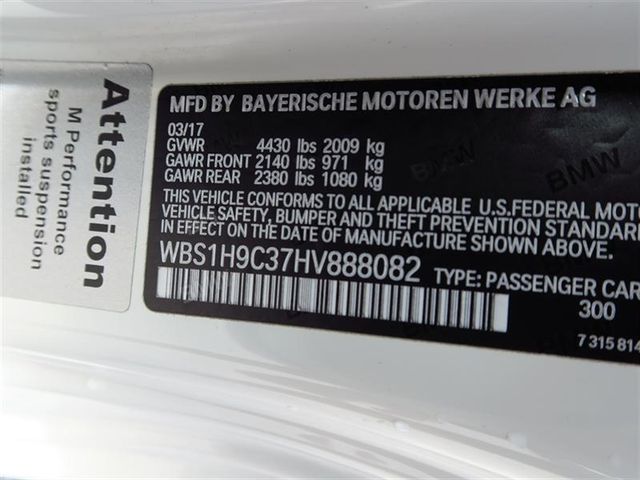 Attention
M Performance
sports suspension
installed
MFD BY BAYERISCHE MOTOREN WERKE AG
03/17
GVWR 4430 lbs 2009 kg
GAWR FRONT 2140 lbs 971 kg
GAWR REAR 2380 lbs 1080 kg
THIS VEHICLE CONFORMS TO ALL APPLICABLE U.S.FEDERAL MOTO
VEHICLE SAFETY, BUMPER AND THEFT PREVENTION STANDARD
IN EFFECT ON THE DATE OF MANUFACTURE SHOWN ABOVE.
WBS1H9C37HV888082 TYPE: PASSENGER CAR
300
7 315 814
BMW